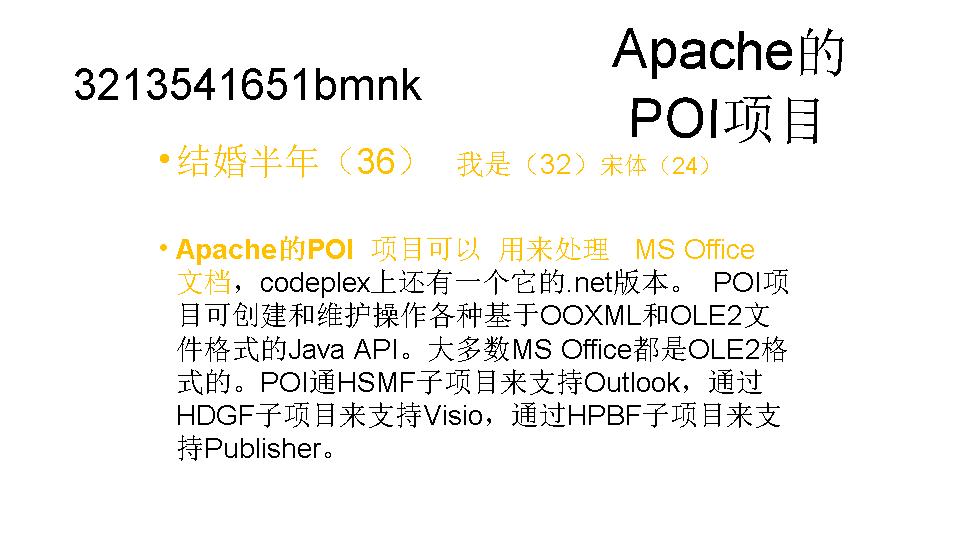 3213541651bmnk
Apache的
POI项目
•结婚半年（36） 我是（32）宋体（24）
•Apache的POI 项目可以 用来处理 MS Office
文档，codeplex上还有一个它的.net版本。 POI项
目可创建和维护操作各种基于OOXML和OLE2文
件格式的Java API。大多数MS Office都是OLE2格
式的。POI通HSMF子项目来支持Outlook，通过
HDGF子项目来支持Visio，通过HPBF子项目来支
持Publisher。